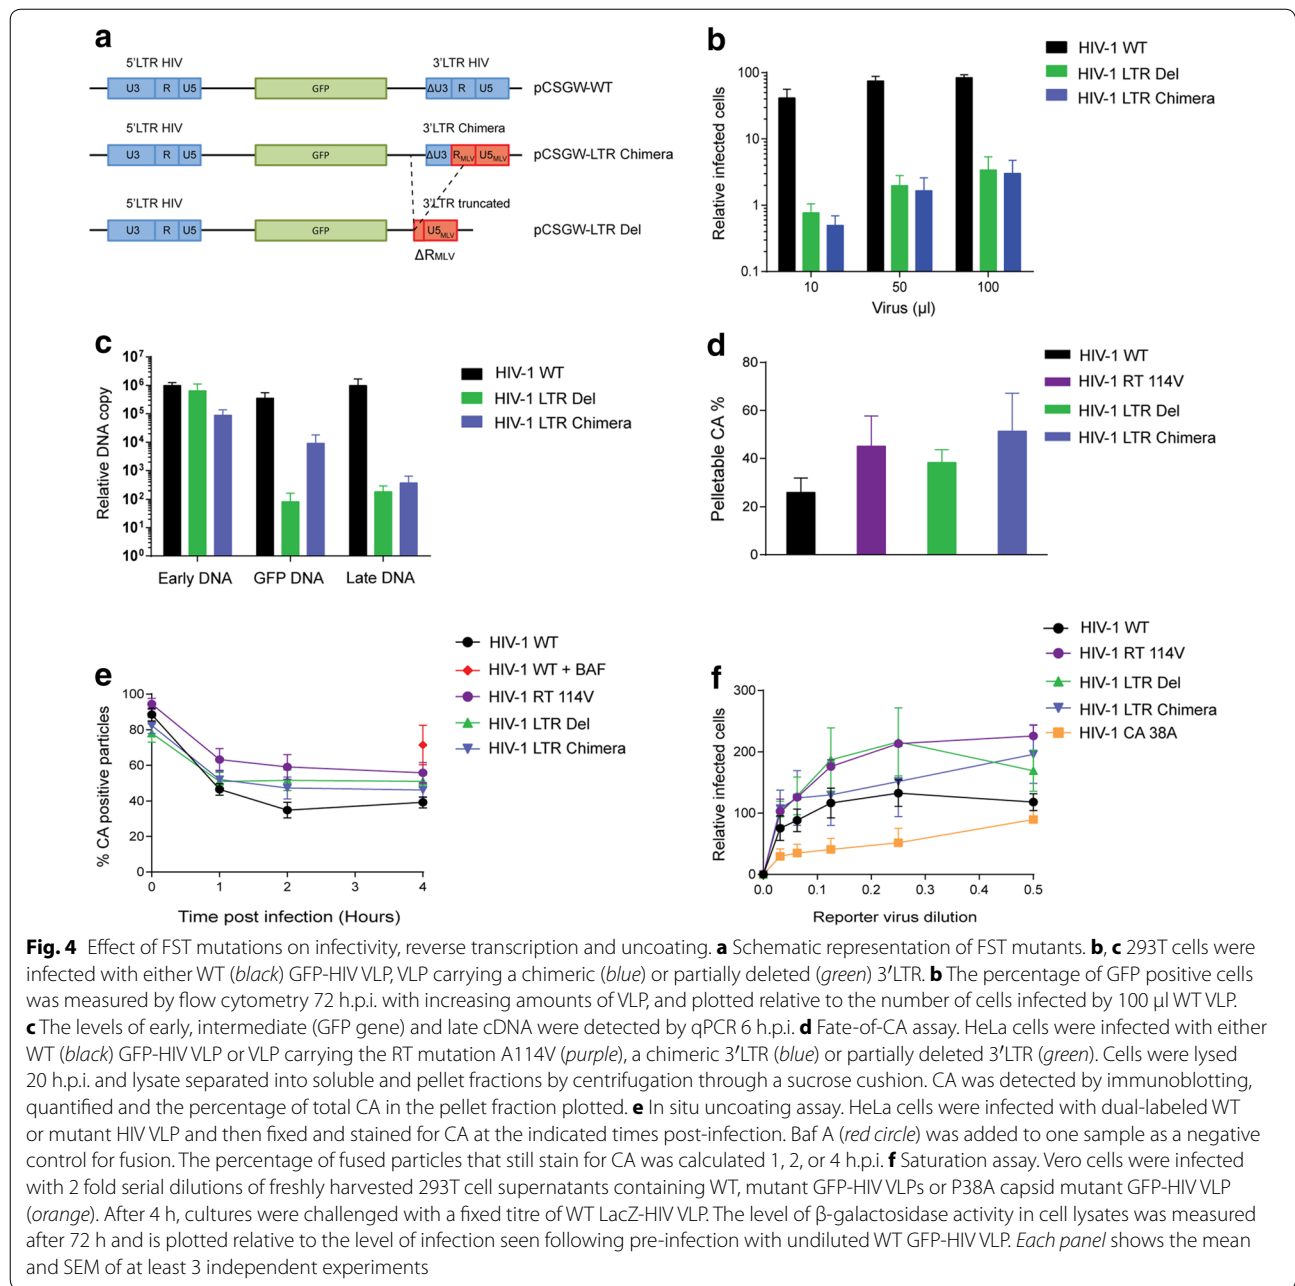 a
5'LTR HIV
3'LTR HIV
U3 R U5 GFP ΔU3 R U5 pCSGW-WT
5'LTR HIV
3'LTR Chimera
U3 R U5 GFP ΔU3 RMLV U5MLV pCSGW-LTR Chimera
5'LTR HIV
3'LTR truncated
U3 R U5 GFP U5MLV pCSGW-LTR Del
ΔRMLV
b
HIV-1 WT
HIV-1 LTR Del
HIV-1 LTR Chimera
Relative infected cells
100
10
1
0.1
10 50 100
Virus (µl)
c
HIV-1 WT
HIV-1 LTR Del
HIV-1 LTR Chimera
Relative DNA copy
10⁷
10⁶
10⁵
10⁴
10³
10²
10¹
10⁰
Early DNA GFP DNA Late DNA
d
HIV-1 WT
HIV-1 RT 114V
HIV-1 LTR Del
HIV-1 LTR Chimera
Pelletable CA %
80
60
40
20
0
e
HIV-1 WT
HIV-1 WT + BAF
HIV-1 RT 114V
HIV-1 LTR Del
HIV-1 LTR Chimera
% CA positive particles
100
80
60
40
20
0
0 1 2 3 4
Time post infection (Hours)
f
HIV-1 WT
HIV-1 RT 114V
HIV-1 LTR Del
HIV-1 LTR Chimera
HIV-1 CA 38A
Relative infected cells
300
200
100
0
0.0 0.1 0.2 0.3 0.4 0.5
Reporter virus dilution
Fig. 4 Effect of FST mutations on infectivity, reverse transcription and uncoating. a Schematic representation of FST mutants. b, c 293T cells were
infected with either WT (black) GFP-HIV VLP, VLP carrying a chimeric (blue) or partially deleted (green) 3′LTR. b The percentage of GFP positive cells
was measured by flow cytometry 72 h.p.i. with increasing amounts of VLP, and plotted relative to the number of cells infected by 100 µl WT VLP.
c The levels of early, intermediate (GFP gene) and late cDNA were detected by qPCR 6 h.p.i. d Fate-of-CA assay. HeLa cells were infected with either
WT (black) GFP-HIV VLP or VLP carrying the RT mutation A114V (purple), a chimeric 3′LTR (blue) or partially deleted 3′LTR (green). Cells were lysed
20 h.p.i. and lysate separated into soluble and pellet fractions by centrifugation through a sucrose cushion. CA was detected by immunoblotting,
quantified and the percentage of total CA in the pellet fraction plotted. e In situ uncoating assay. HeLa cells were infected with dual-labeled WT
or mutant HIV VLP and then fixed and stained for CA at the indicated times post-infection. Baf A (red circle) was added to one sample as a negative
control for fusion. The percentage of fused particles that still stain for CA was calculated 1, 2, or 4 h.p.i. f Saturation assay. Vero cells were infected
with 2 fold serial dilutions of freshly harvested 293T cell supernatants containing WT, mutant GFP-HIV VLPs or P38A capsid mutant GFP-HIV VLP
(orange). After 4 h, cultures were challenged with a fixed titre of WT LacZ-HIV VLP. The level of β-galactosidase activity in cell lysates was measured
after 72 h and is plotted relative to the level of infection seen following pre-infection with undiluted WT GFP-HIV VLP. Each panel shows the mean
and SEM of at least 3 independent experiments